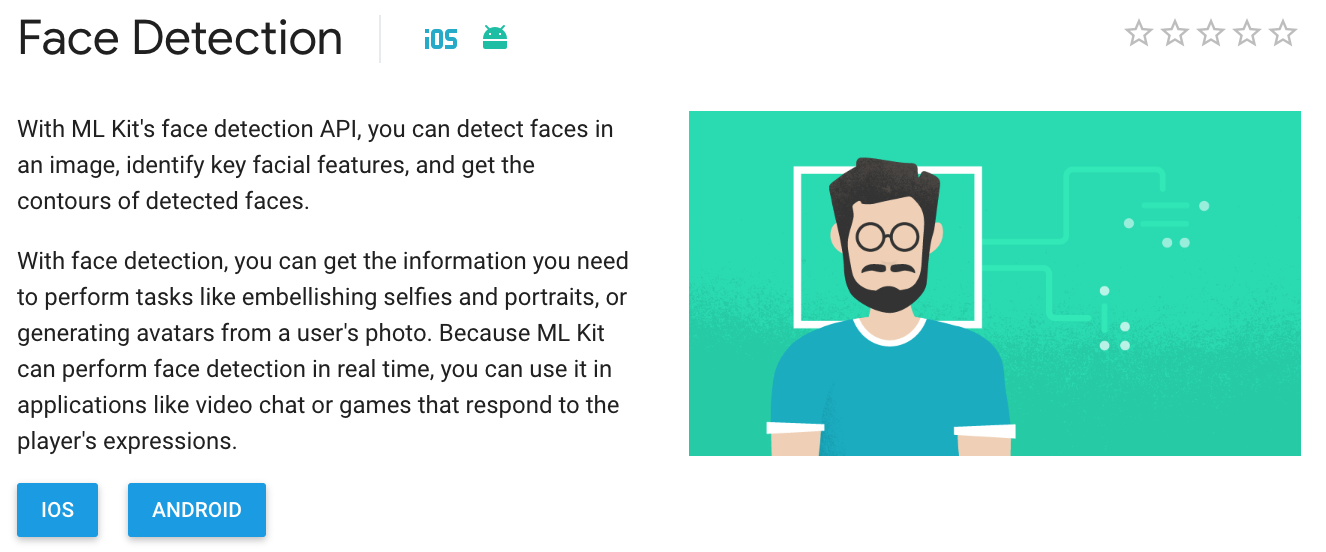 Face Detection
iOS
With ML Kit's face detection API, you can detect faces in
an image, identify key facial features, and get the
contours of detected faces.
With face detection, you can get the information you need
to perform tasks like embellishing selfies and portraits, or
generating avatars from a user's photo. Because ML Kit
can perform face detection in real time, you can use it in
applications like video chat or games that respond to the
player's expressions.
IOS
ANDROID